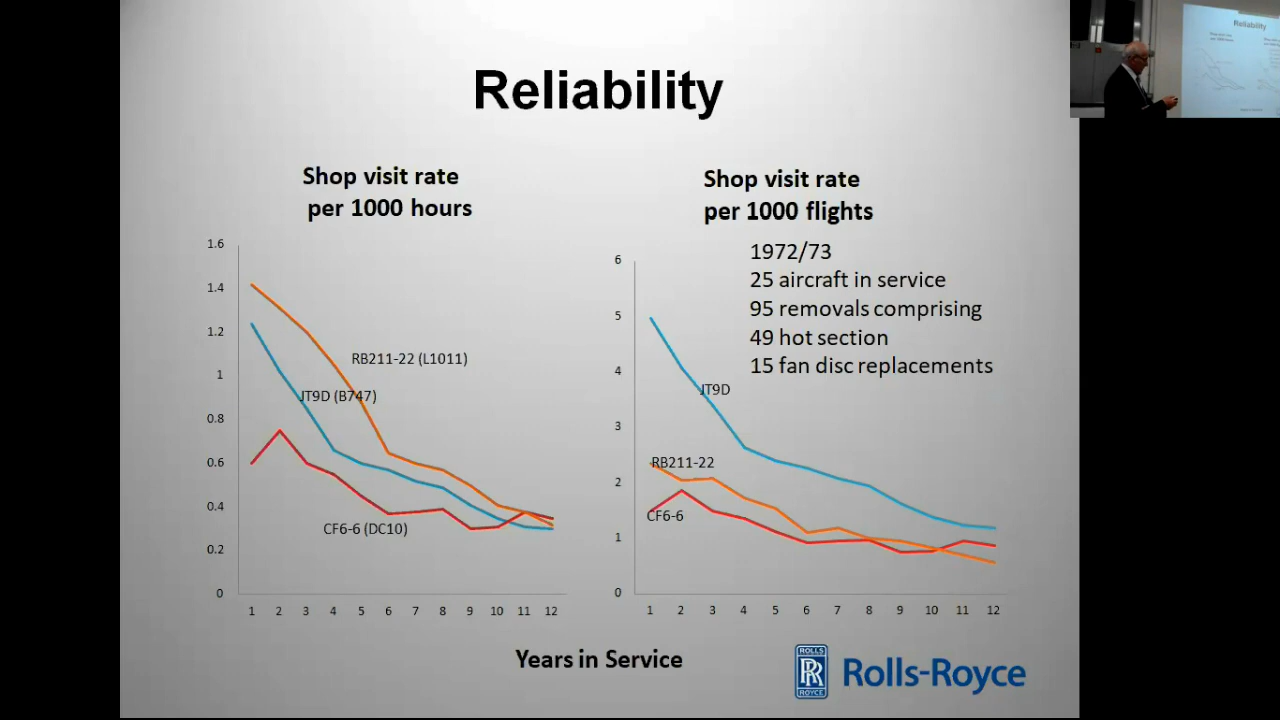 Reliability
Shop visit rate
per 1000 hours
1.6
1.4
1.2
1
0.8
0.6
0.4
0.2
0
RB211-22 (L1011)
JT9D (B747)
CF6-6 (DC10)
1 2 3 4 5 6 7 8 9 10 11 12
Shop visit rate
per 1000 flights
1972/73
25 aircraft in service
95 removals comprising
49 hot section
15 fan disc replacements
6
5
4
3
2
1
0
JT9D
RB211-22
CF6-6
1 2 3 4 5 6 7 8 9 10 11 12
Years in Service
ROLLS
RR
ROYCE
Rolls-Royce
Reliability